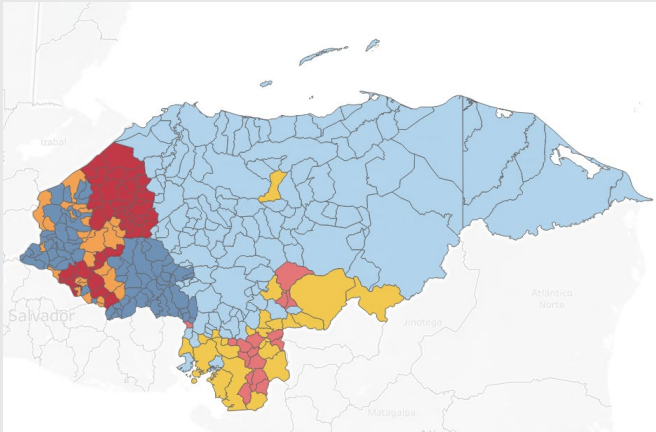 Izabal
Salvador
Atlántico
Norte
Jinotega
Matagalpa